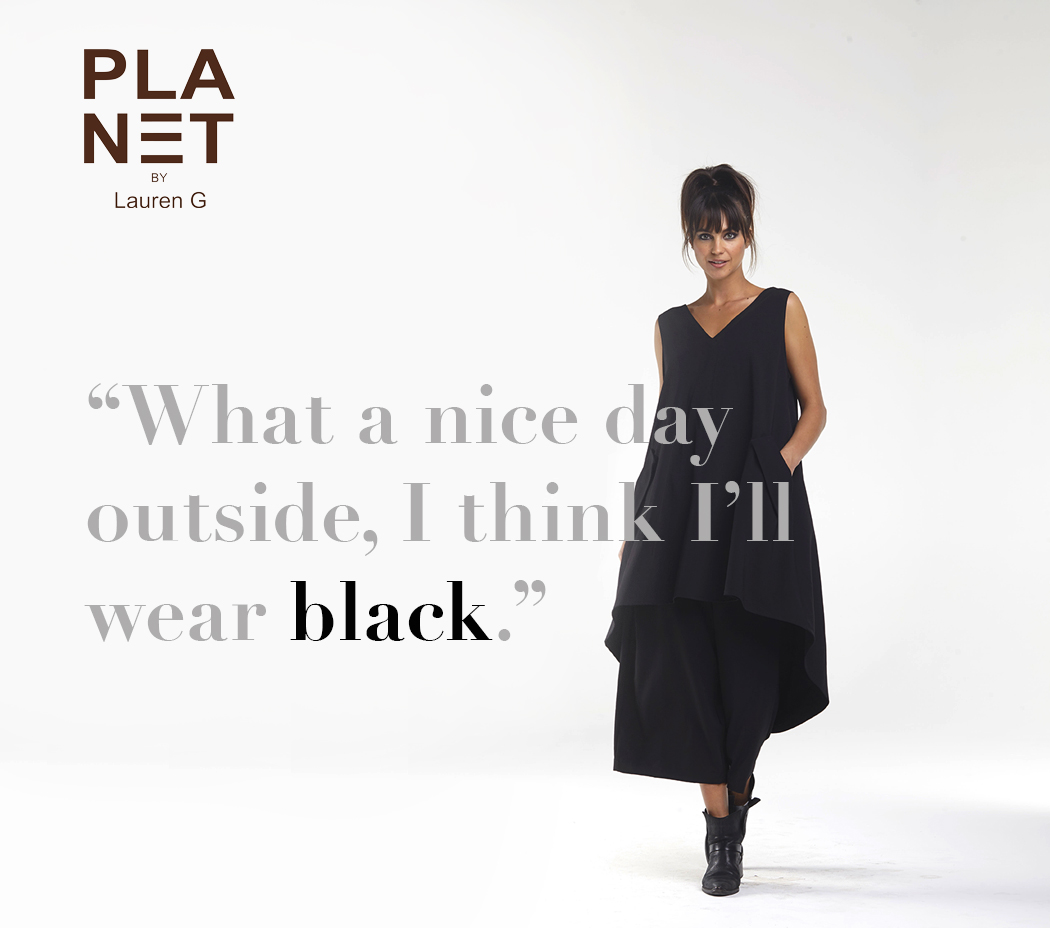 PLA
NET
BY
Lauren G
“What a nice day
outside, I think I’ll
wear black.”